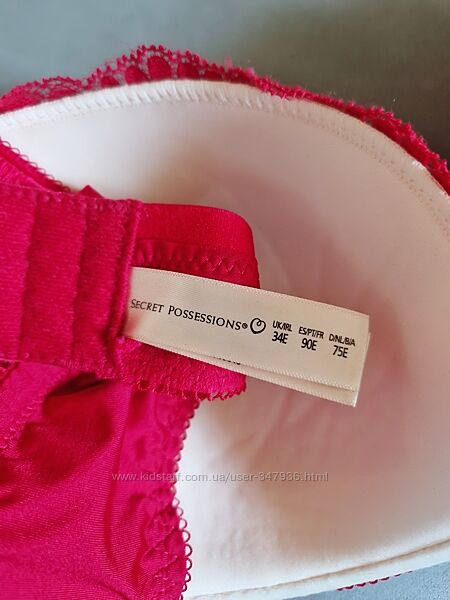 SECRET POSSESSIONS®
UK/IRL ES/PT/FR D/NL/B/A
34E 90E 75E
www.kidstaff.com.ua/user-347936.html